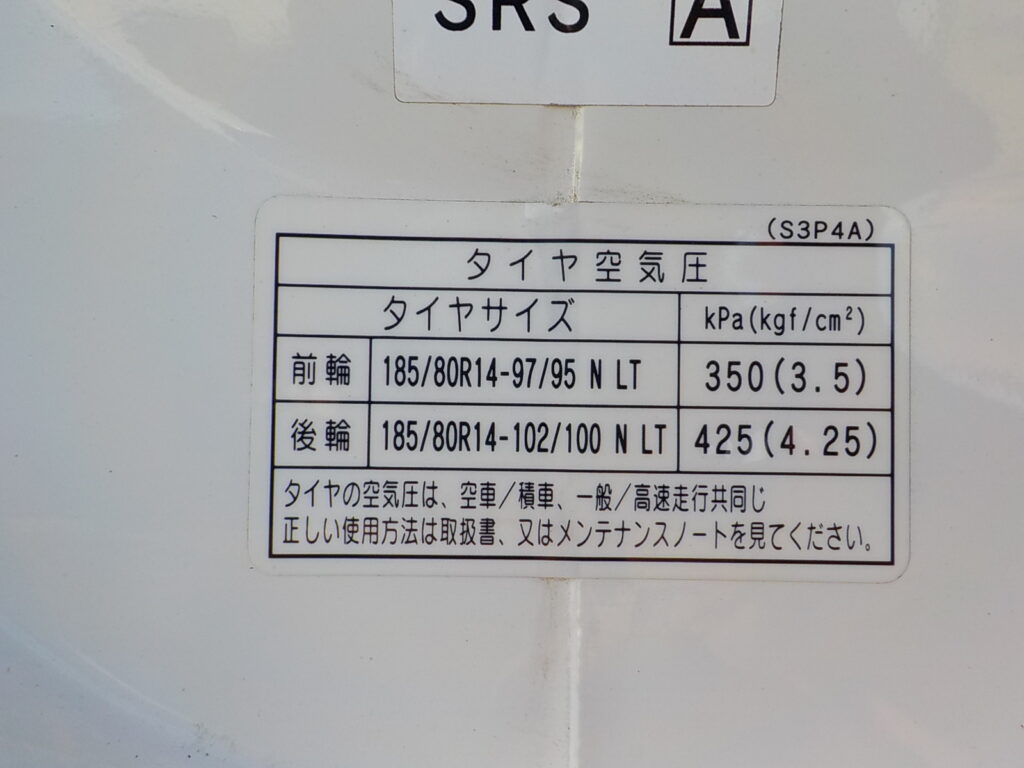 SRS A
(S3P4A)
タイヤ空気圧
タイヤサイズ kPa(kgf/cm²)
前輪 185/80R14-97/95 N LT 350(3.5)
後輪 185/80R14-102/100 N LT 425(4.25)
タイヤの空気圧は、空車/積車、一般/高速走行共同じ
正しい使用方法は取扱書、又はメンテナンスノートを見てください。